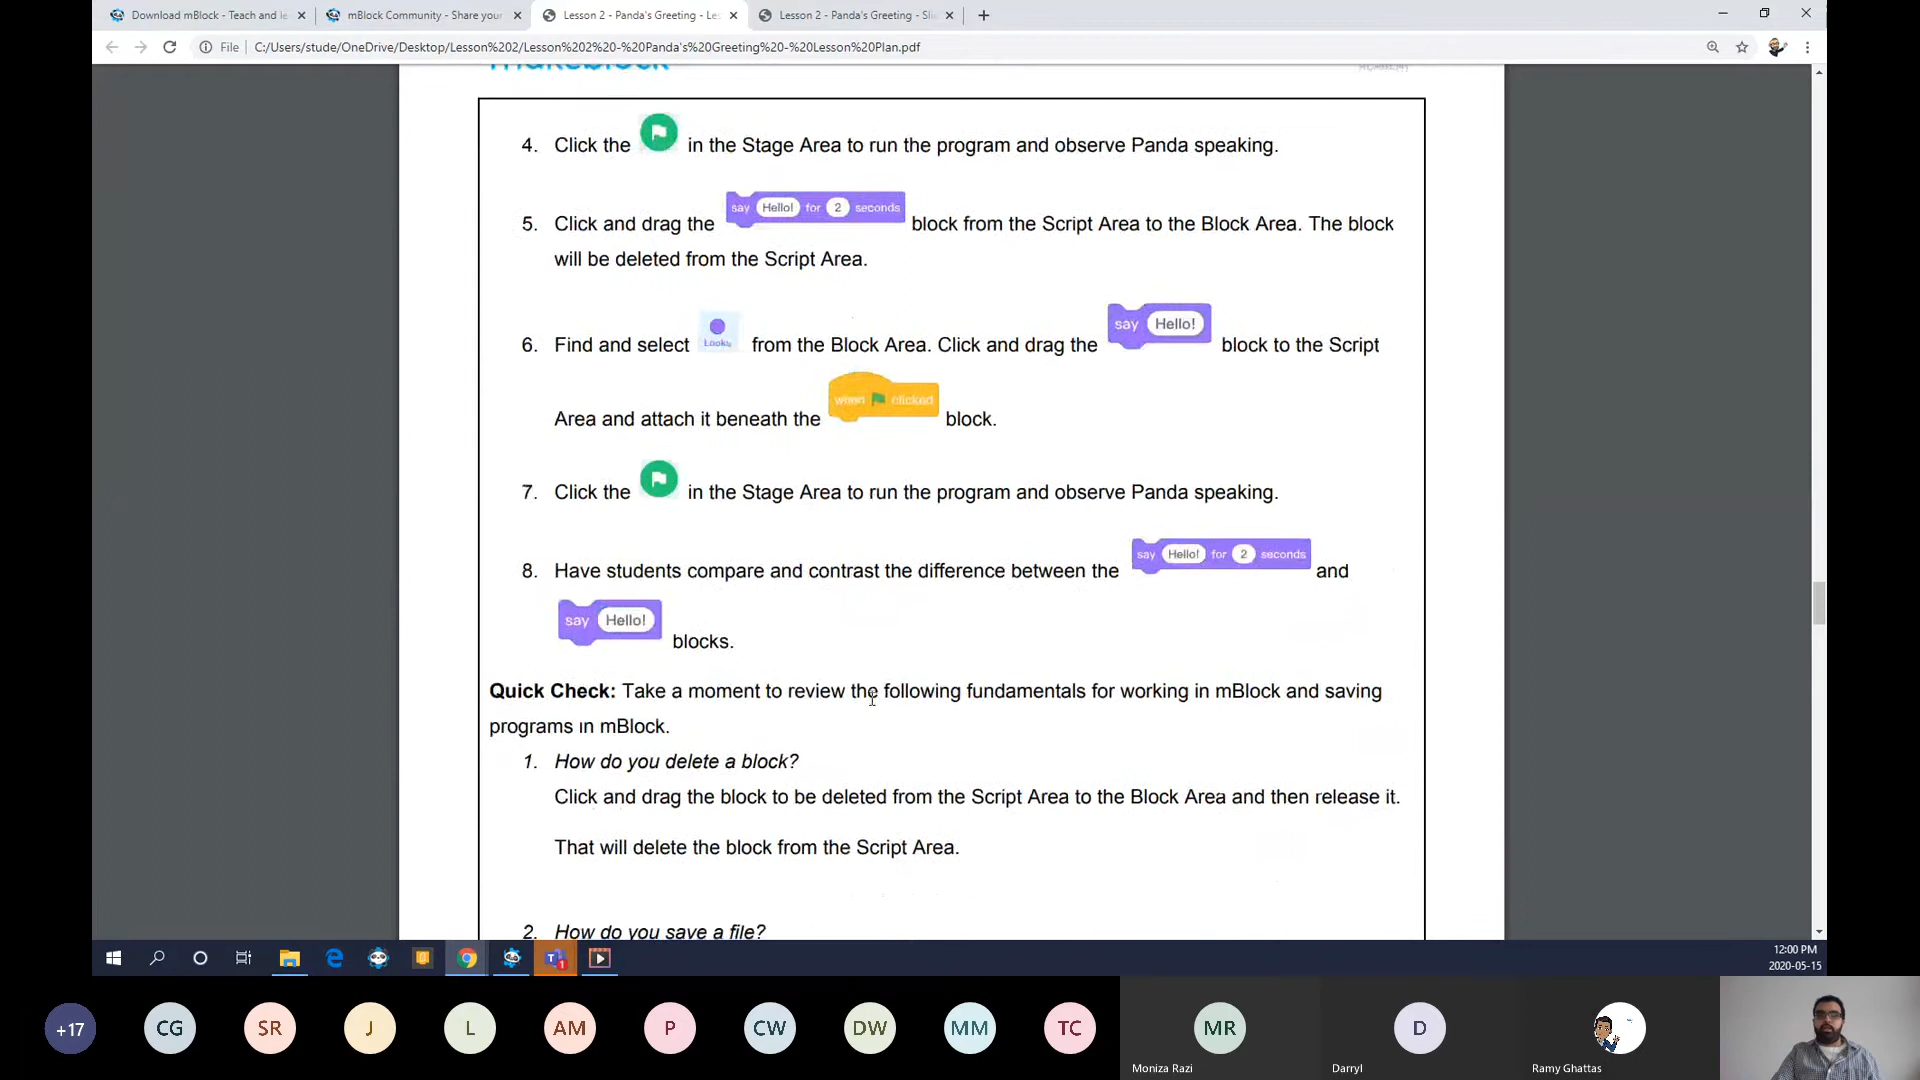 Download mBlock - Teach and le
mBlock Community - Share your
Lesson 2 - Panda's Greeting - Les
Lesson 2 - Panda's Greeting - Sli
File
C:/Users/stude/OneDrive/Desktop/Lesson%202/Lesson%202%20-%20Panda's%20Greeting%20-%20Lesson%20Plan.pdf
makeblock
4. Click the in the Stage Area to run the program and observe Panda speaking.
5. Click and drag the say Hello! for 2 seconds block from the Script Area to the Block Area. The block
will be deleted from the Script Area.
6. Find and select Looks from the Block Area. Click and drag the say Hello! block to the Script
Area and attach it beneath the when clicked block.
7. Click the in the Stage Area to run the program and observe Panda speaking.
8. Have students compare and contrast the difference between the say Hello! for 2 seconds and
say Hello! blocks.
Quick Check: Take a moment to review the following fundamentals for working in mBlock and saving
programs in mBlock.
1. How do you delete a block?
Click and drag the block to be deleted from the Script Area to the Block Area and then release it.
That will delete the block from the Script Area.
2. How do you save a file?
1
12:00 PM
2020-05-15
+17 CG SR J L AM P CW DW MM TC MR D
Moniza Razi Darryl Ramy Ghattas